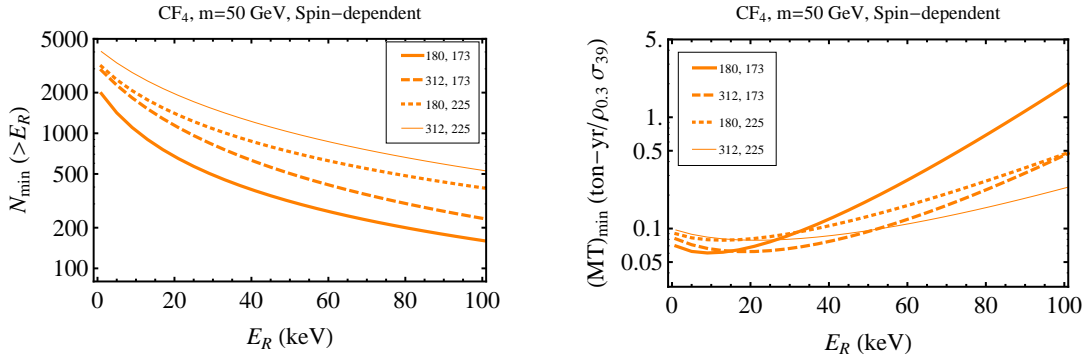 CF4, m=50 GeV, Spin−dependent
Nmin (>ER)
5000
2000
1000
500
200
100
180, 173
312, 173
180, 225
312, 225
0 20 40 60 80 100
ER (keV)
CF4, m=50 GeV, Spin−dependent
(MT)min (ton−yr/ρ0.3 σ39)
5.
1.
0.5
0.1
0.05
180, 173
312, 173
180, 225
312, 225
0 20 40 60 80 100
ER (keV)